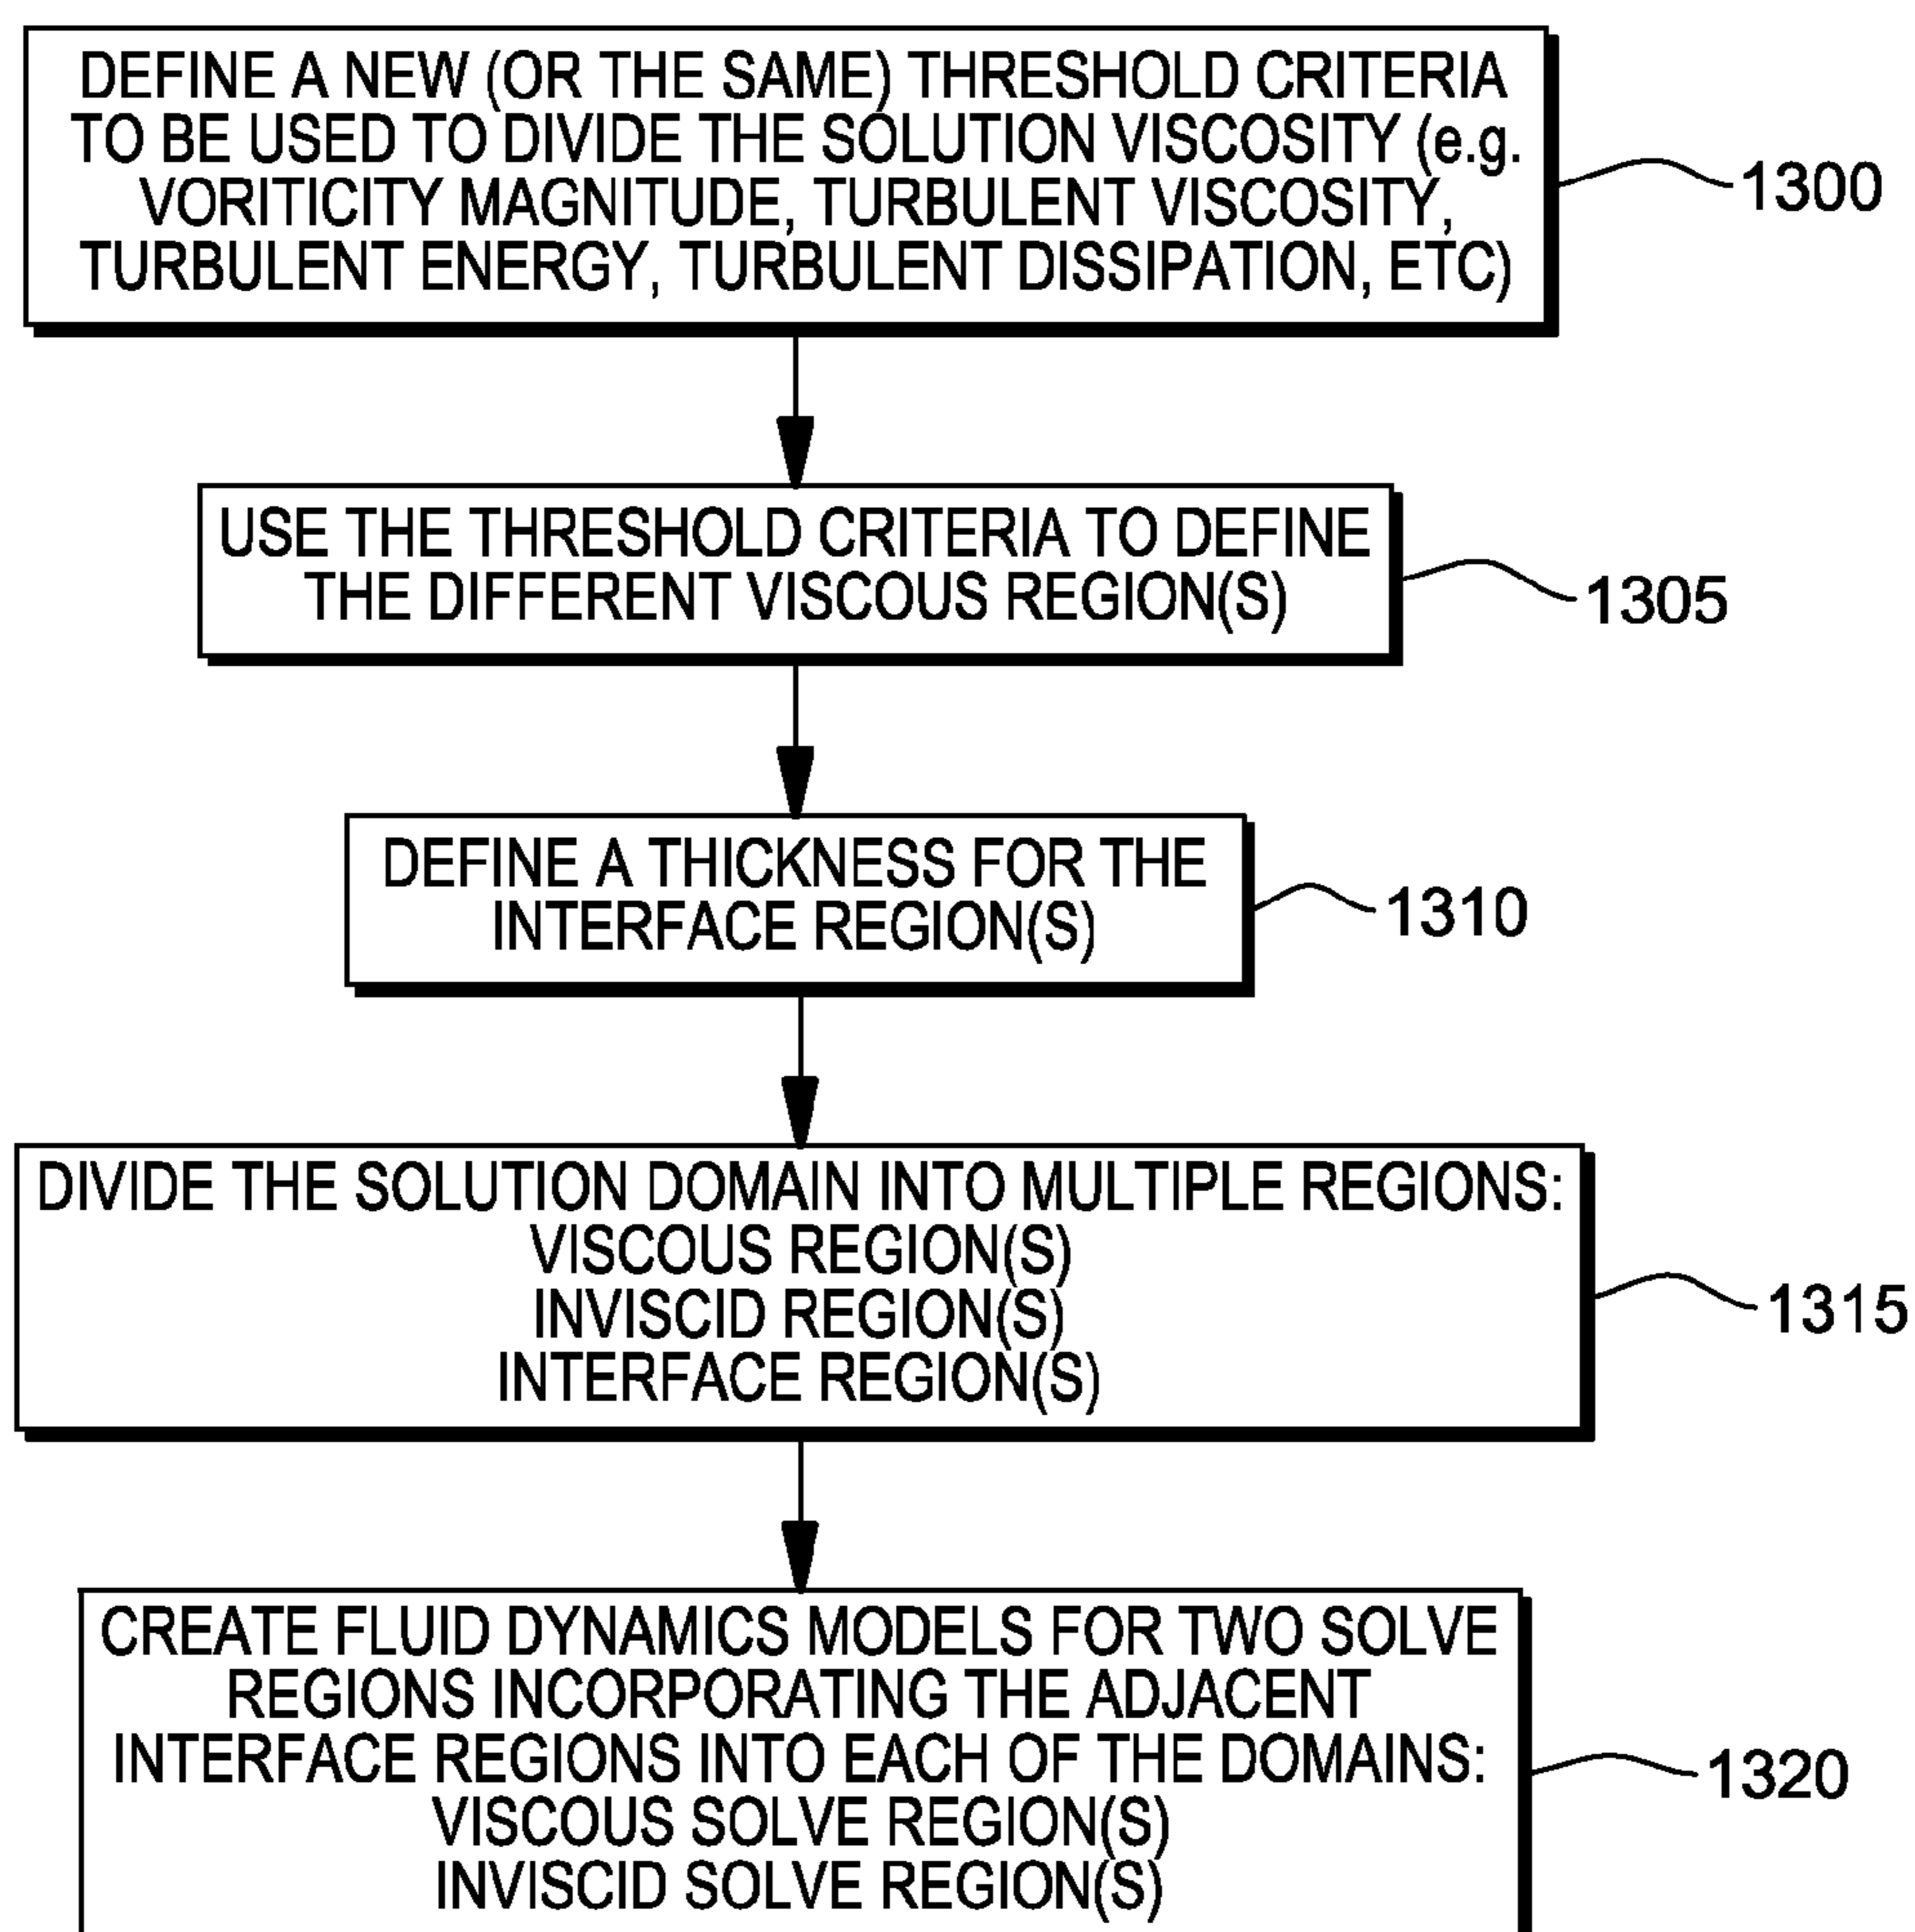 DEFINE A NEW (OR THE SAME) THRESHOLD CRITERIA
TO BE USED TO DIVIDE THE SOLUTION VISCOSITY (e.g.
VORITICITY MAGNITUDE, TURBULENT VISCOSITY,
TURBULENT ENERGY, TURBULENT DISSIPATION, ETC)
1300
USE THE THRESHOLD CRITERIA TO DEFINE
THE DIFFERENT VISCOUS REGION(S)
1305
DEFINE A THICKNESS FOR THE
INTERFACE REGION(S)
1310
DIVIDE THE SOLUTION DOMAIN INTO MULTIPLE REGIONS:
VISCOUS REGION(S)
INVISCID REGION(S)
INTERFACE REGION(S)
1315
CREATE FLUID DYNAMICS MODELS FOR TWO SOLVE
REGIONS INCORPORATING THE ADJACENT
INTERFACE REGIONS INTO EACH OF THE DOMAINS:
VISCOUS SOLVE REGION(S)
INVISCID SOLVE REGION(S)
1320